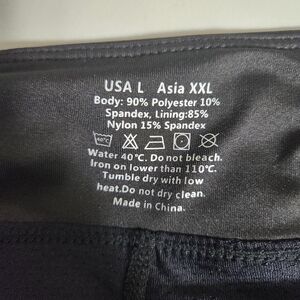 USA L Asia XXL
Body: 90% Polyester 10%
Spandex, Lining:85%
Nylon 15% Spandex
40°C
Water 40°C. Do not bleach.
Iron on lower than 110°C.
Tumble dry with low
heat.Do not dry clean.
Made in China.